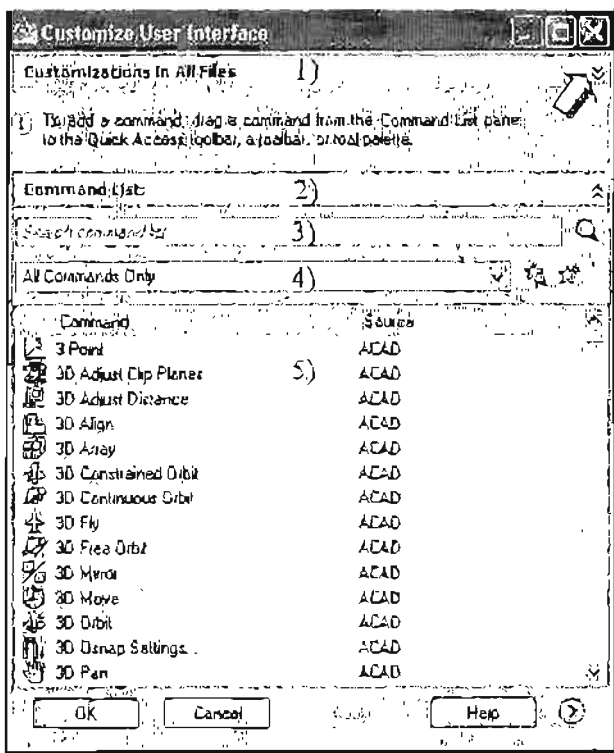 Customize User Interface
Customizations In All Files 1)
To add a command, drag a command from the Command List pane
to the Quick Access toolbar, a toolbar, or tool palette.
Command List: 2)
Search command list 3)
All Commands Only 4)
Command Source
3 Point ACAD
3D Adjust Clip Planes 5.) ACAD
3D Adjust Distance ACAD
3D Align ACAD
3D Array ACAD
3D Constrained Orbit ACAD
3D Continuous Orbit ACAD
3D Fly ACAD
3D Free Orbit ACAD
3D Mirror ACAD
3D Move ACAD
3D Orbit ACAD
3D Osnap Settings... ACAD
3D Pan ACAD
OK Cancel Apply Help